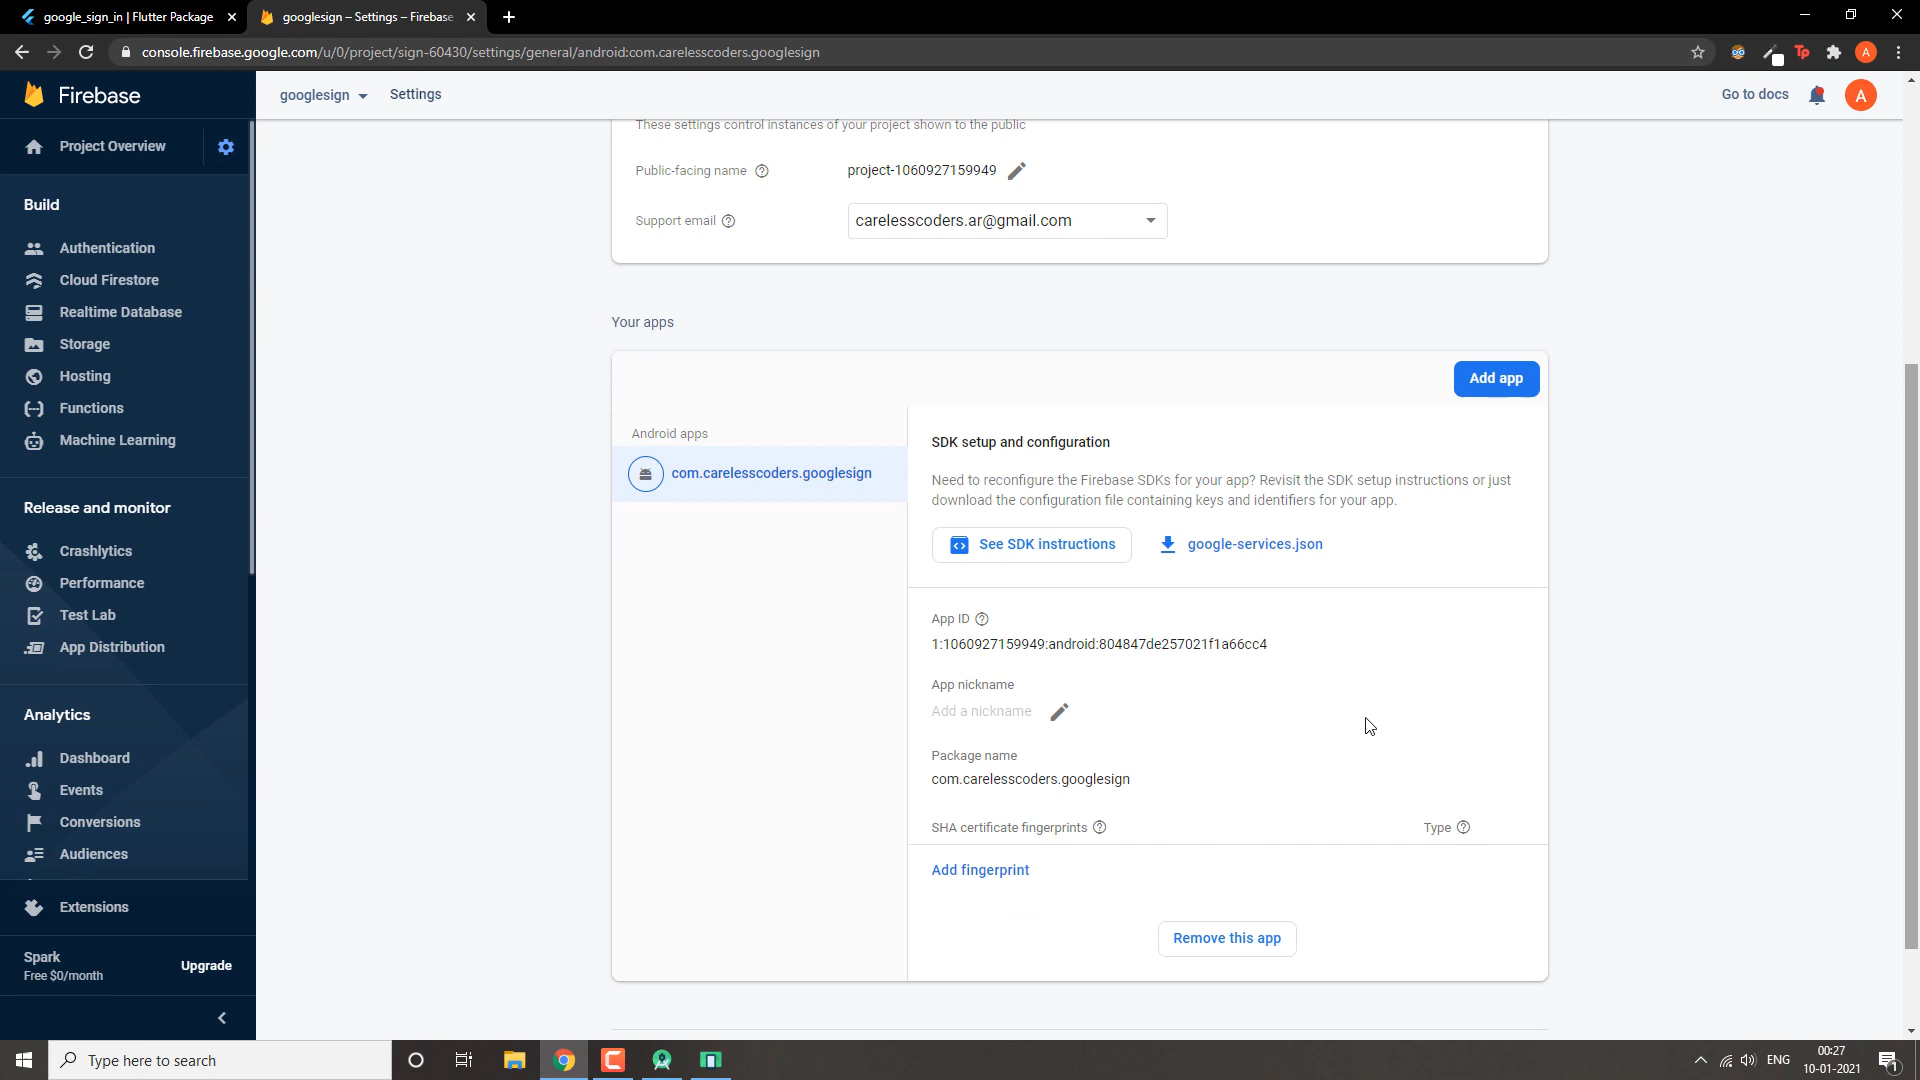 google_sign_in | Flutter Package
googlesign – Settings – Firebase
console.firebase.google.com/u/0/project/sign-60430/settings/general/android:com.carelesscoders.googlesign
Tp
A
Firebase
googlesign
Settings
Go to docs
A
Project Overview
Build
Authentication
Cloud Firestore
Realtime Database
Storage
Hosting
Functions
Machine Learning
Release and monitor
Crashlytics
Performance
Test Lab
App Distribution
Analytics
Dashboard
Events
Conversions
Audiences
Extensions
Spark
Free $0/month
Upgrade
These settings control instances of your project shown to the public
Public-facing name
project-1060927159949
Support email
carelesscoders.ar@gmail.com
Your apps
Add app
Android apps
com.carelesscoders.googlesign
SDK setup and configuration
Need to reconfigure the Firebase SDKs for your app? Revisit the SDK setup instructions or just
download the configuration file containing keys and identifiers for your app.
See SDK instructions
google-services.json
App ID
1:1060927159949:android:804847de257021f1a66cc4
App nickname
Add a nickname
Package name
com.carelesscoders.googlesign
SHA certificate fingerprints
Type
Add fingerprint
Remove this app
Type here to search
ENG
00:27
10-01-2021
1